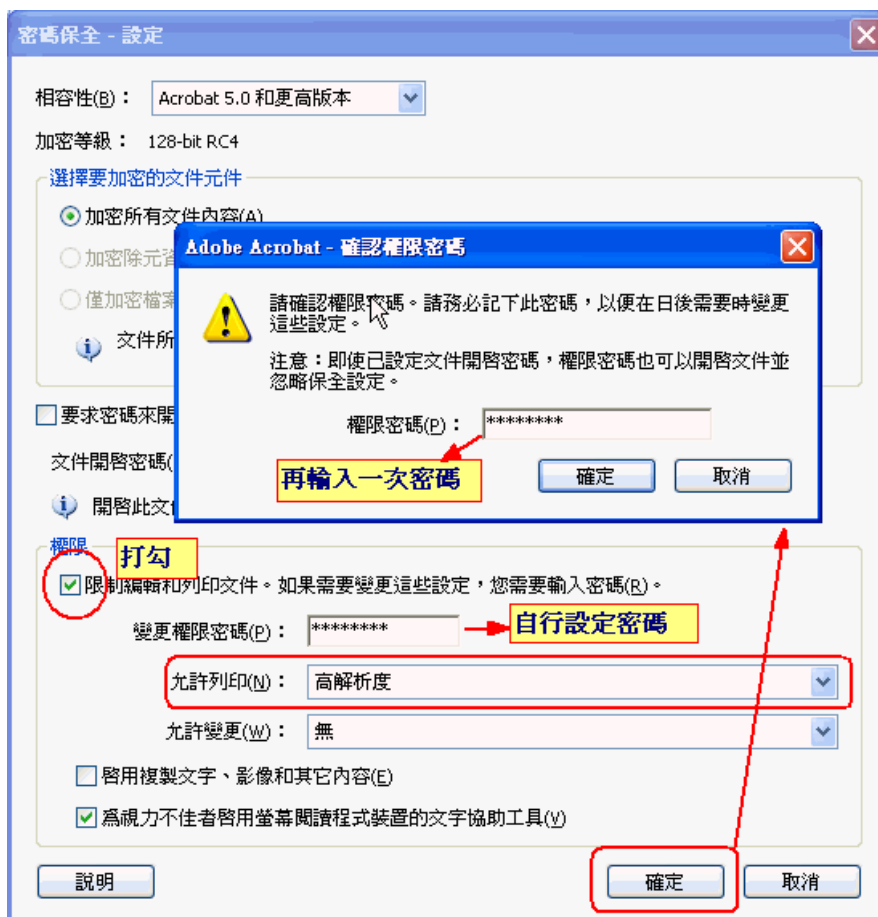 密碼保全 - 設定
相容性(B)： Acrobat 5.0 和更高版本
加密等級： 128-bit RC4
選擇要加密的文件元件
加密所有文件內容(A)
加密除元資
僅加密檔案
文件所
Adobe Acrobat - 確認權限密碼
請確認權限密碼。請務必記下此密碼，以便在日後需要時變更
這些設定。
注意：即使已設定文件開啓密碼，權限密碼也可以開啓文件並
忽略保全設定。
權限密碼(P)： ********
再輸入一次密碼
確定 取消
要求密碼來開
文件開啓密碼(
開啓此文件
權限
打勾
限制編輯和列印文件。如果需要變更這些設定，您需要輸入密碼(R)。
變更權限密碼(P)： ********
自行設定密碼
允許列印(N)： 高解析度
允許變更(W)： 無
啓用複製文字、影像和其它內容(E)
爲視力不佳者啓用螢幕閱讀程式裝置的文字協助工具(V)
說明 確定 取消